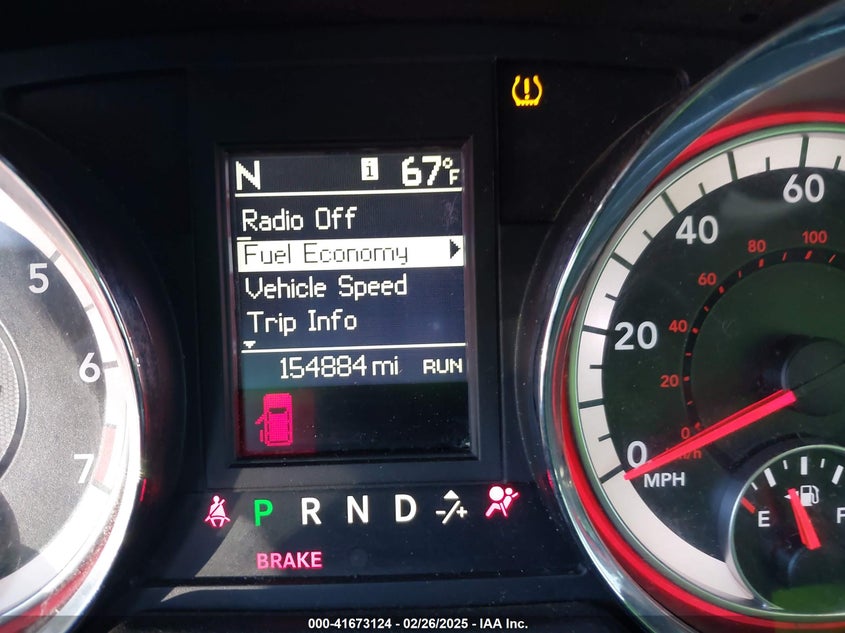 N i 67°F
Radio Off
Fuel Economy
Vehicle Speed
Trip Info
154884 mi RUN
P R N D -/+
BRAKE
5
6
7
0
20
40
60
MPH
0
20
40
60
80
100
km/h
E F
000-41673124 - 02/26/2025 - IAA Inc.